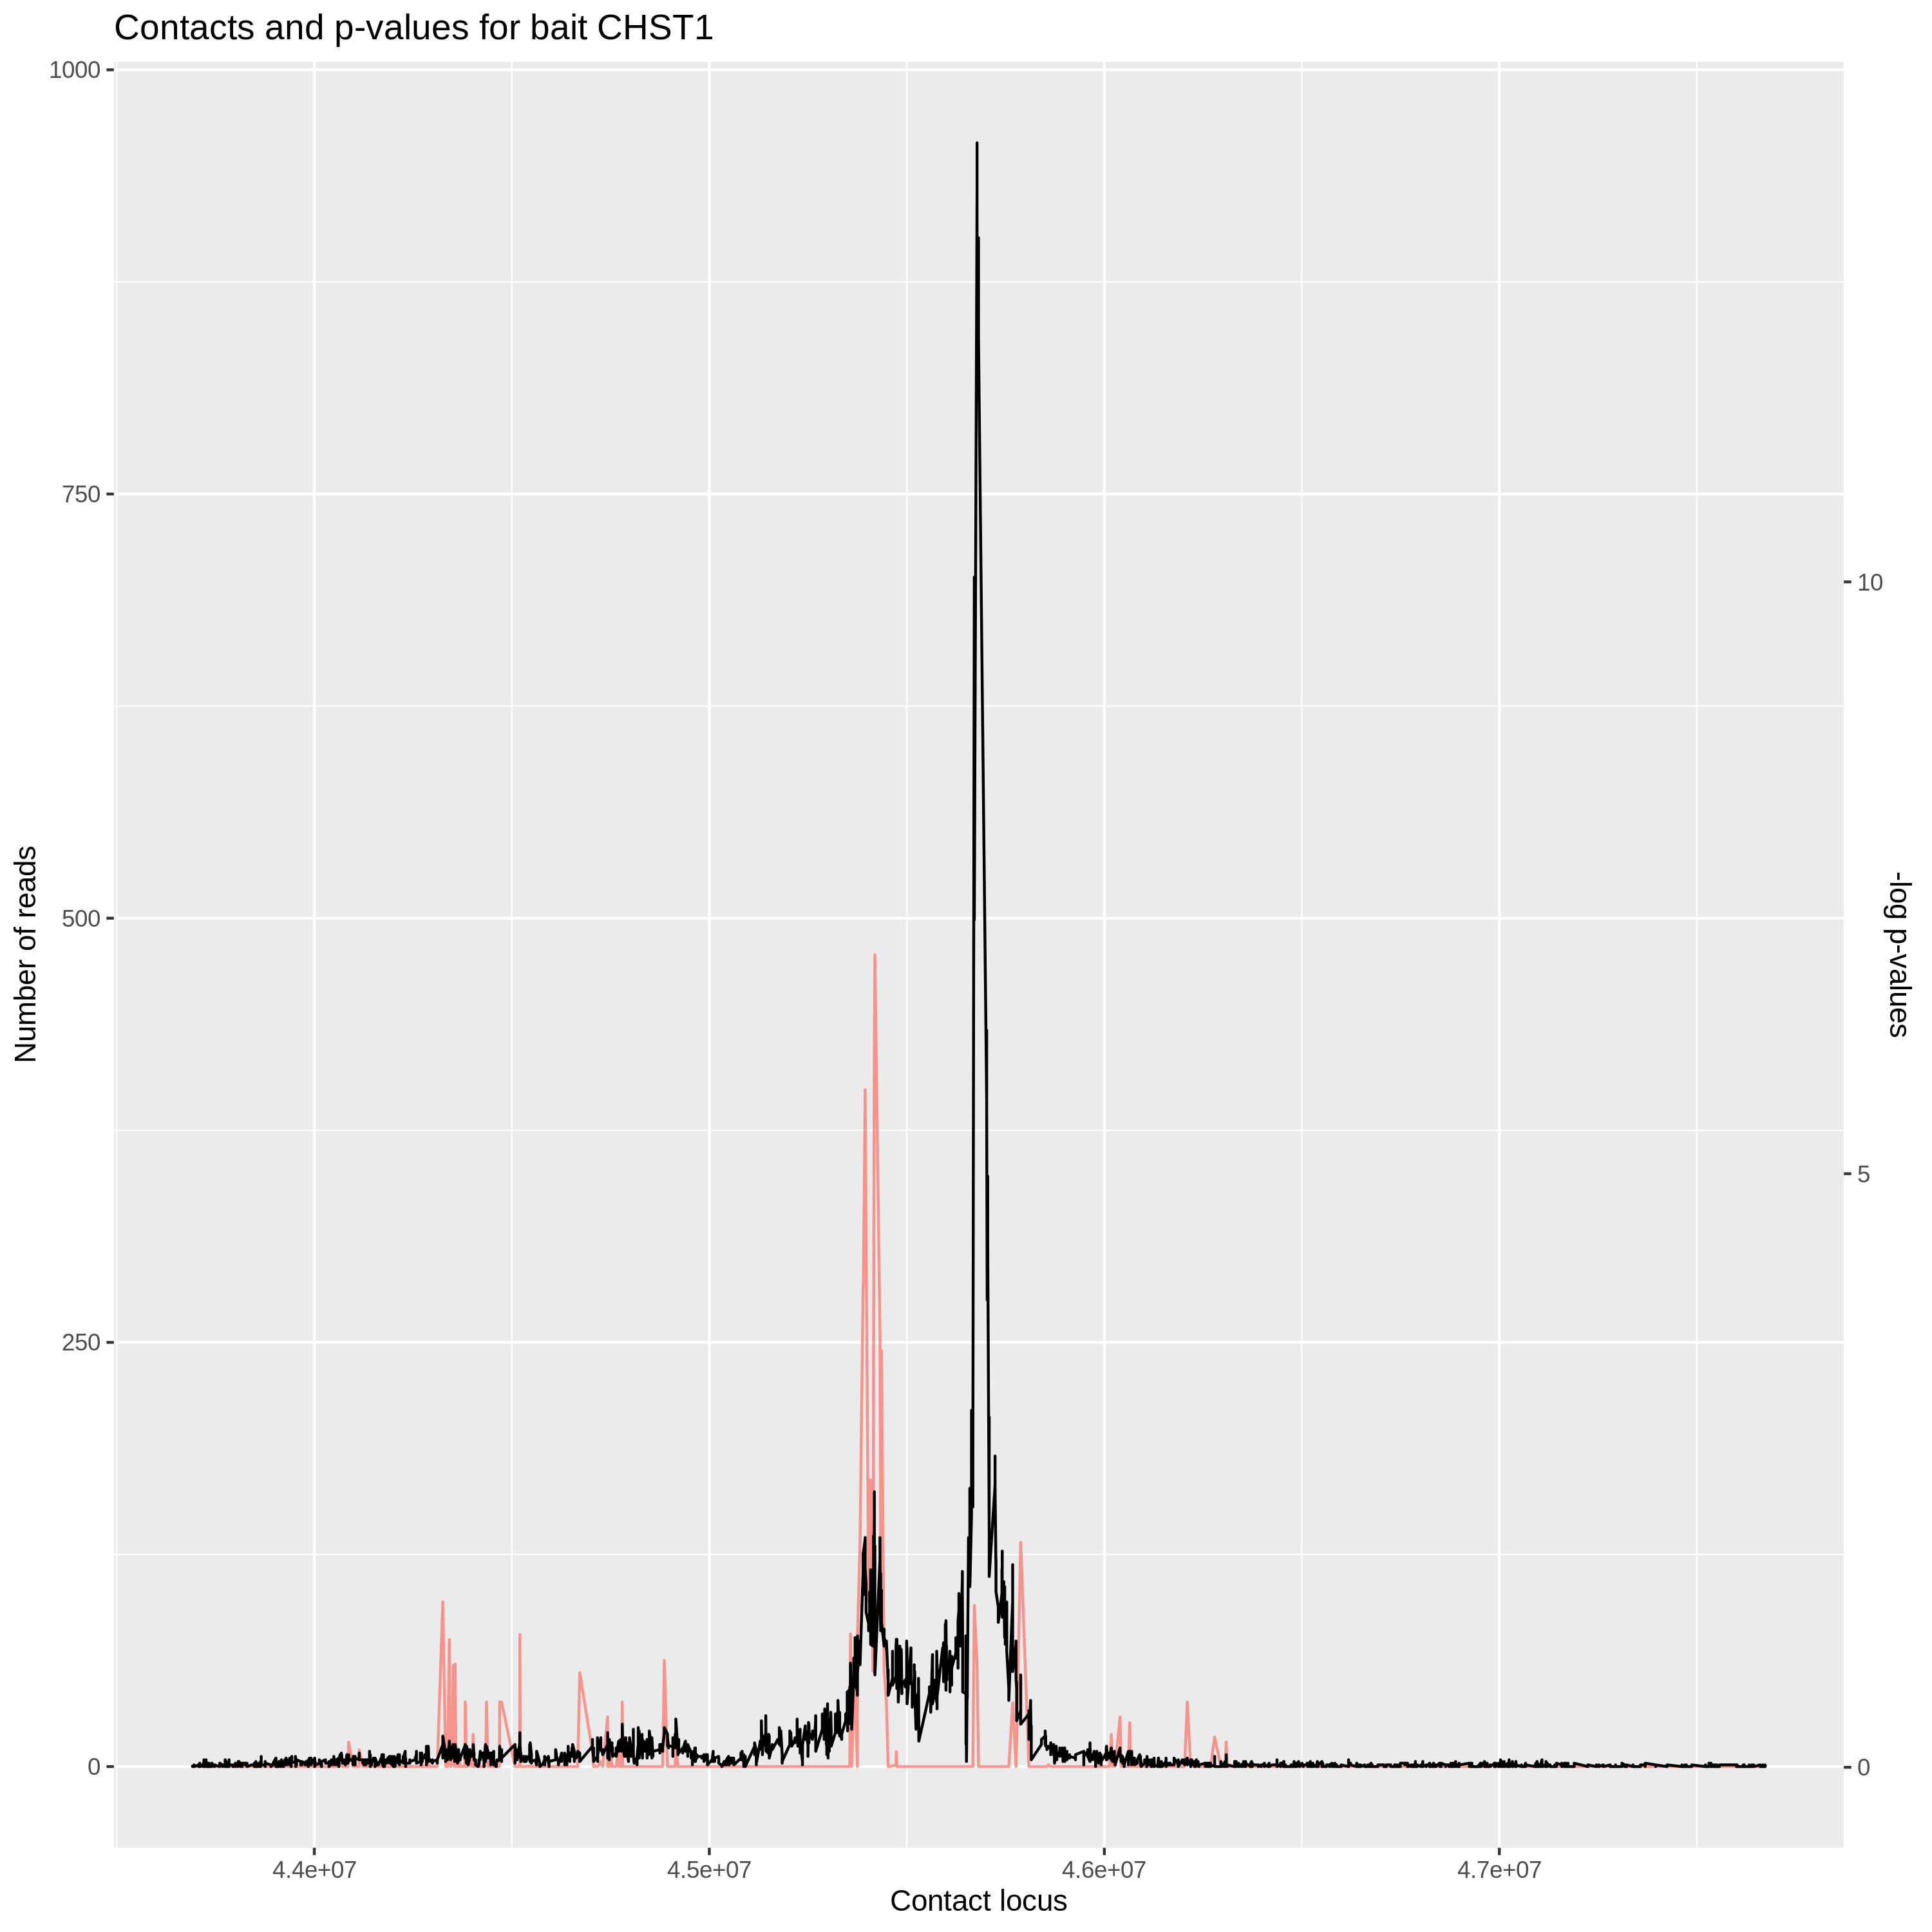 Contacts and p-values for bait CHST1
1000
750
500
250
0
Number of reads
10
5
0
-log p-values
4.4e+07
4.5e+07
4.6e+07
4.7e+07
Contact locus